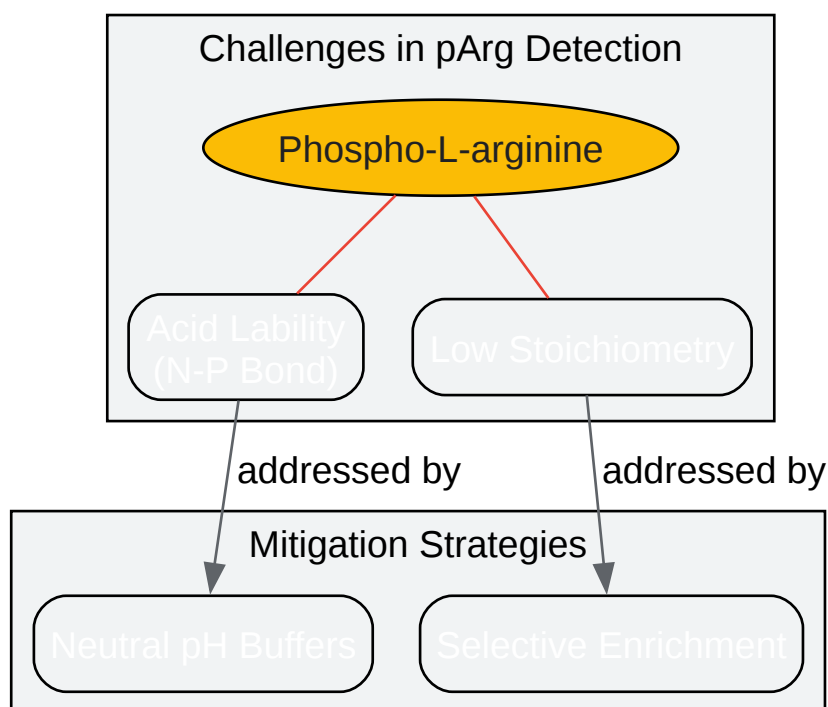 Challenges in pArg Detection
Phospho-L-arginine
Acid Lability
(N-P Bond)
Low Stoichiometry
addressed by
addressed by
Mitigation Strategies
Neutral pH Buffers
Selective Enrichment